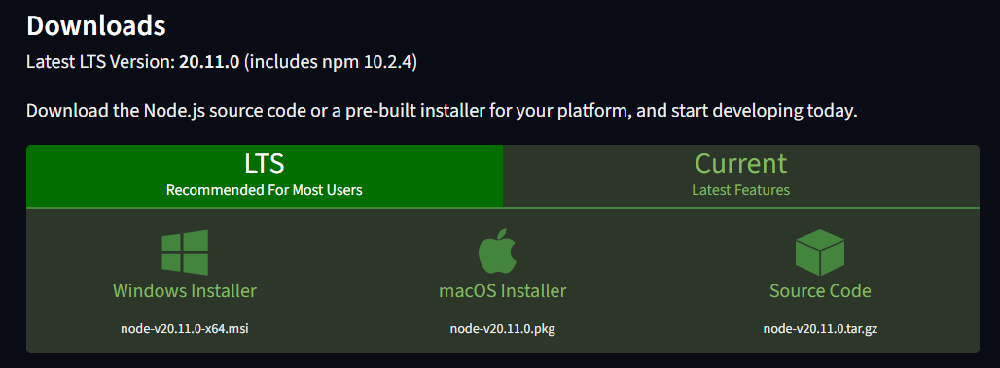 Downloads
Latest LTS Version: 20.11.0 (includes npm 10.2.4)
Download the Node.js source code or a pre-built installer for your platform, and start developing today.
LTS
Recommended For Most Users
Current
Latest Features
Windows Installer
node-v20.11.0-x64.msi
macOS Installer
node-v20.11.0.pkg
Source Code
node-v20.11.0.tar.gz